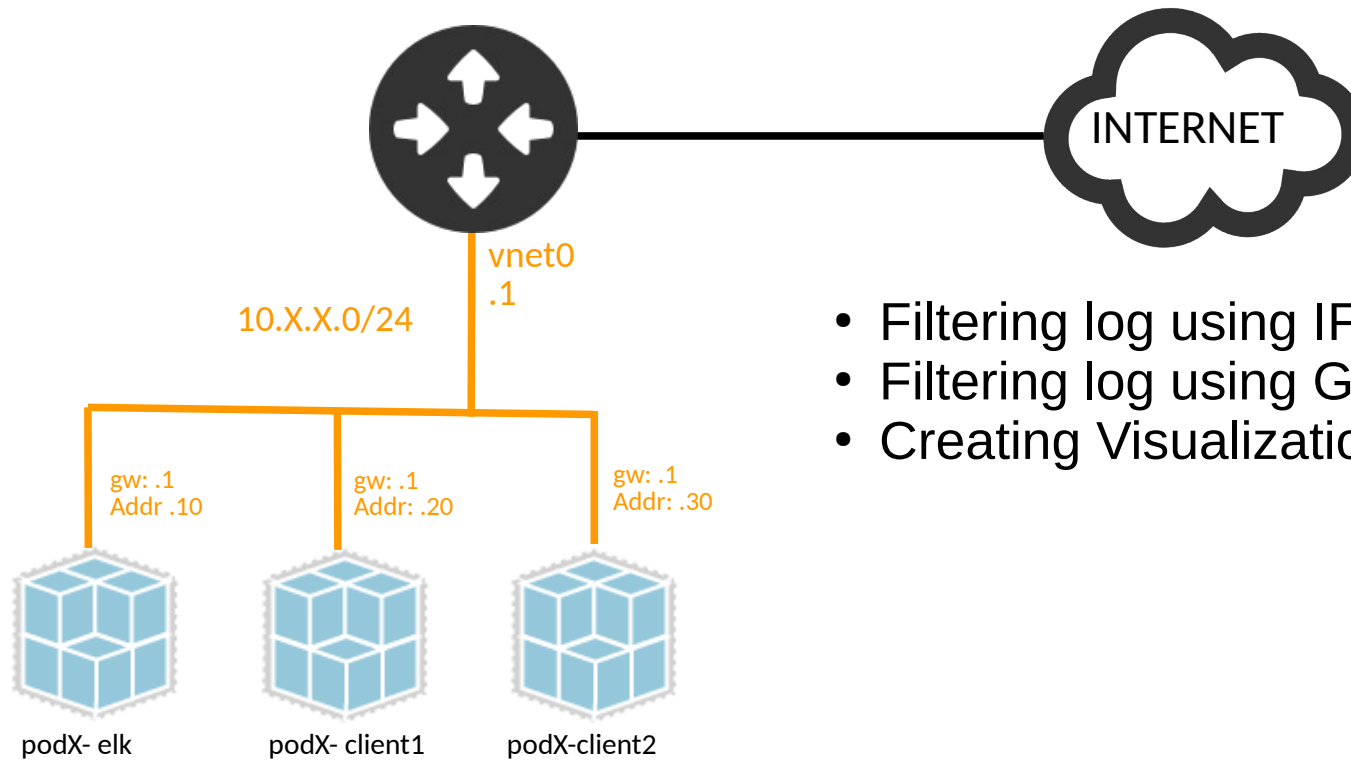 INTERNET
vnet0
.1
10.X.X.0/24
• Filtering log using
• Filtering log using
• Creating
gw: .1
Addr .10
gw: .1
Addr: .20
gw: .1
Addr: .30
podX- elk
podX- client1
podX-client2